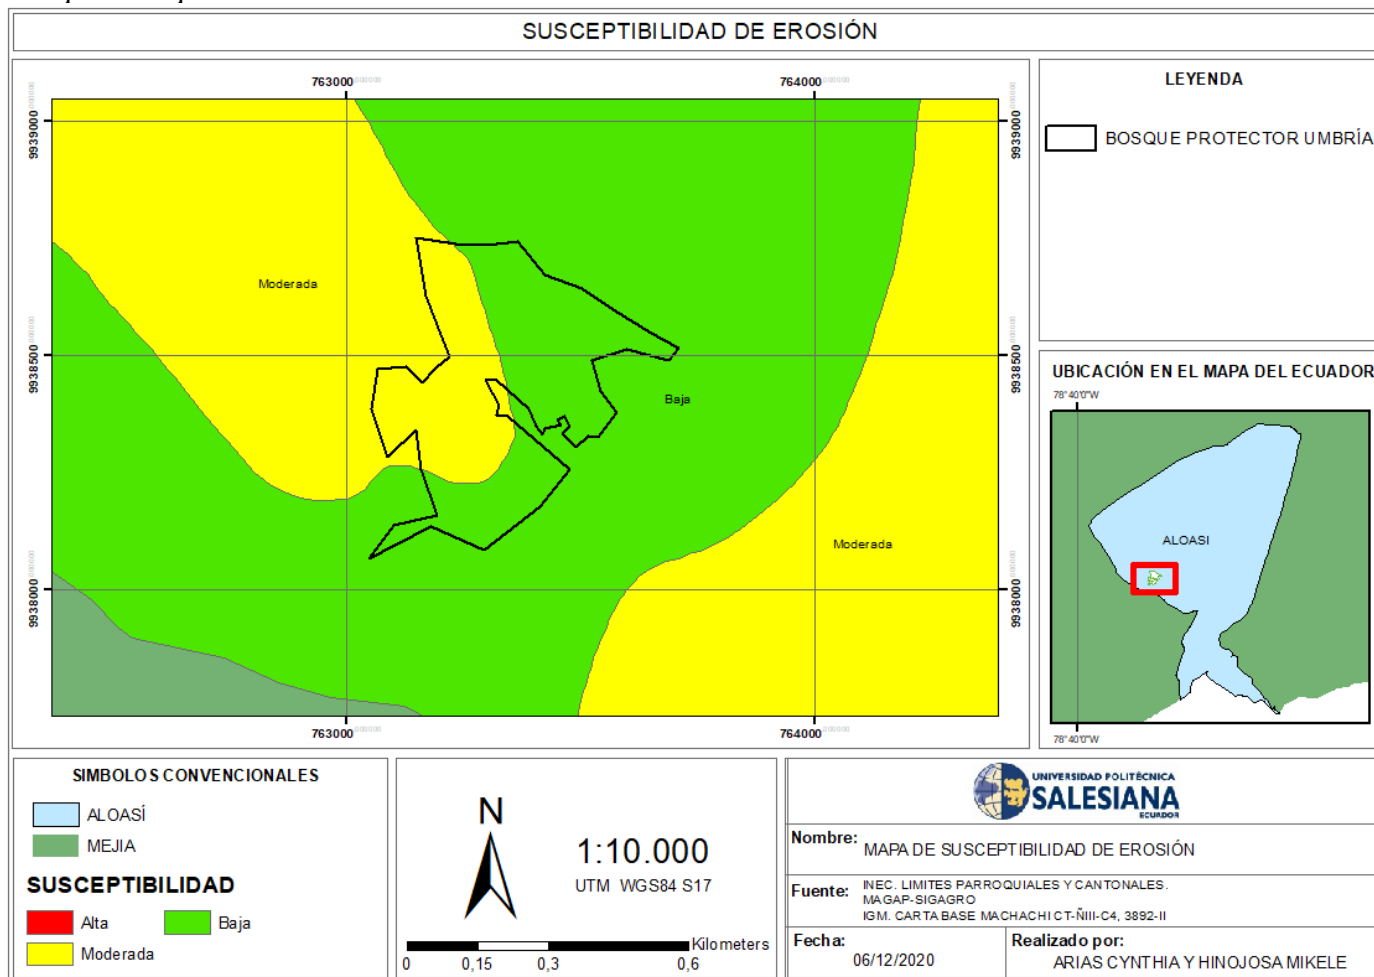 SUSCEPTIBILIDAD DE EROSIÓN
763000
764000
9939000
9939000
9938500
9938500
9938000
9938000
Moderada
Baja
Moderada
763000
764000
LEYENDA
BOSQUE PROTECTOR UMBRÍA
UBICACIÓN EN EL MAPA DEL ECUADOR
78°40'0"W
ALOASI
78°40'0"W
SIMBOLOS CONVENCIONALES
ALOASÍ
MEJIA
SUSCEPTIBILIDAD
Alta
Baja
Moderada
N
1:10.000
UTM WGS84 S17
Kilometers
0 0,15 0,3 0,6
UNIVERSIDAD POLITÉCNICA
SALESIANA
ECUADOR
Nombre: MAPA DE SUSCEPTIBILIDAD DE EROSIÓN
Fuente: INEC. LIMITES PARROQUIALES Y CANTONALES.
MAGAP-SIGAGRO
IGM. CARTA BASE MACHACHI CT-ÑIII-C4, 3892-II
Fecha:
06/12/2020
Realizado por:
ARIAS CYNTHIA Y HINOJOSA MIKELE